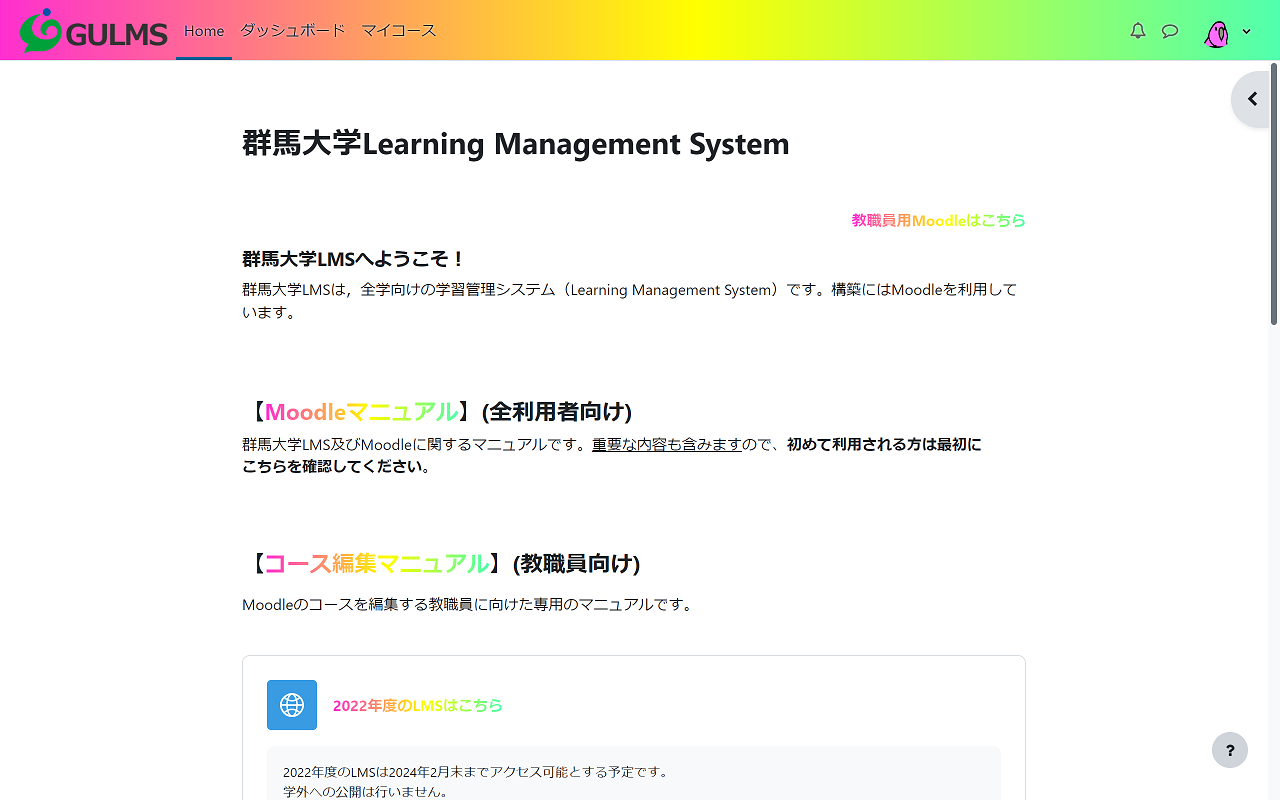 GULMS Home ダッシュボード マイコース
群馬大学Learning Management System
教職員用Moodleはこちら
群馬大学LMSへようこそ！
群馬大学LMSは，全学向けの学習管理システム（Learning Management System）です。構築にはMoodleを利用して
います。
【Moodleマニュアル】(全利用者向け)
群馬大学LMS及びMoodleに関するマニュアルです。重要な内容も含みますので、初めて利用される方は最初に
こちらを確認してください。
【コース編集マニュアル】(教職員向け)
Moodleのコースを編集する教職員に向けた専用のマニュアルです。
2022年度のLMSはこちら
?
2022年度のLMSは2024年2月末までアクセス可能とする予定です。
学外への公開は行いません。